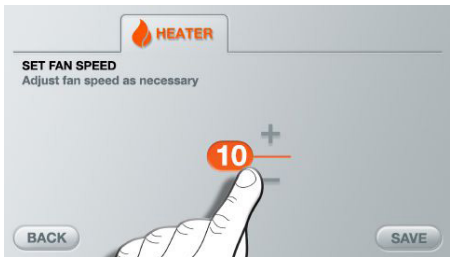 HEATER
SET FAN SPEED
Adjust fan speed as necessary
+
10
−
BACK
SAVE